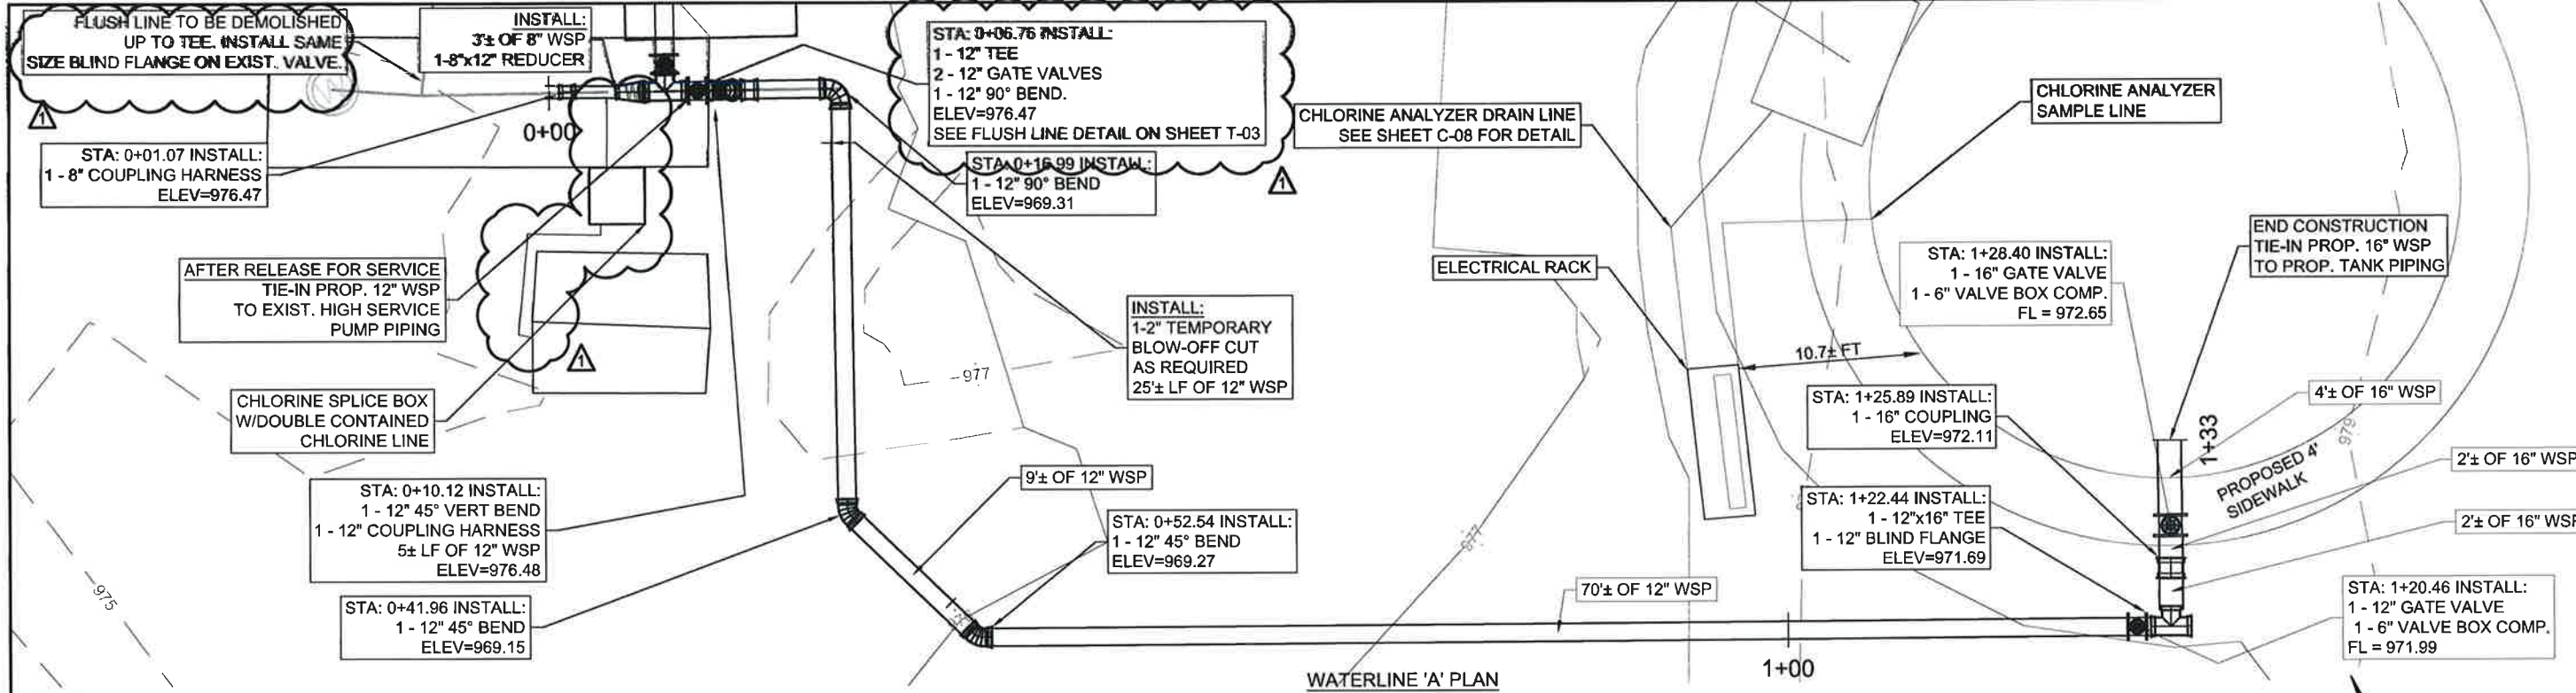 FLUSH LINE TO BE DEMOLISHED
UP TO TEE. INSTALL SAME
SIZE BLIND FLANGE ON EXIST. VALVE.
1
INSTALL:
3'± OF 8" WSP
1-8"x12" REDUCER
STA: 0+06.76 INSTALL:
1 - 12" TEE
2 - 12" GATE VALVES
1 - 12" 90° BEND.
ELEV=976.47
SEE FLUSH LINE DETAIL ON SHEET T-03
1
0+00
STA: 0+01.07 INSTALL:
1 - 8" COUPLING HARNESS
ELEV=976.47
STA: 0+16.99 INSTALL:
1 - 12" 90° BEND
ELEV=969.31
CHLORINE ANALYZER DRAIN LINE
SEE SHEET C-08 FOR DETAIL
CHLORINE ANALYZER
SAMPLE LINE
AFTER RELEASE FOR SERVICE
TIE-IN PROP. 12" WSP
TO EXIST. HIGH SERVICE
PUMP PIPING
1
INSTALL:
1-2" TEMPORARY
BLOW-OFF CUT
AS REQUIRED
25'± LF OF 12" WSP
977
ELECTRICAL RACK
10.7± FT
STA: 1+28.40 INSTALL:
1 - 16" GATE VALVE
1 - 6" VALVE BOX COMP.
FL = 972.65
END CONSTRUCTION
TIE-IN PROP. 16" WSP
TO PROP. TANK PIPING
CHLORINE SPLICE BOX
W/DOUBLE CONTAINED
CHLORINE LINE
STA: 1+25.89 INSTALL:
1 - 16" COUPLING
ELEV=972.11
4'± OF 16" WSP
1+33
PROPOSED 4'
SIDEWALK
979
2'± OF 16" WSP
STA: 0+10.12 INSTALL:
1 - 12" 45° VERT BEND
1 - 12" COUPLING HARNESS
5± LF OF 12" WSP
ELEV=976.48
9'± OF 12" WSP
STA: 0+52.54 INSTALL:
1 - 12" 45° BEND
ELEV=969.27
977
STA: 1+22.44 INSTALL:
1 - 12"x16" TEE
1 - 12" BLIND FLANGE
ELEV=971.69
2'± OF 16" WSP
975
STA: 0+41.96 INSTALL:
1 - 12" 45° BEND
ELEV=969.15
70'± OF 12" WSP
STA: 1+20.46 INSTALL:
1 - 12" GATE VALVE
1 - 6" VALVE BOX COMP.
FL = 971.99
1+00
WATERLINE 'A' PLAN